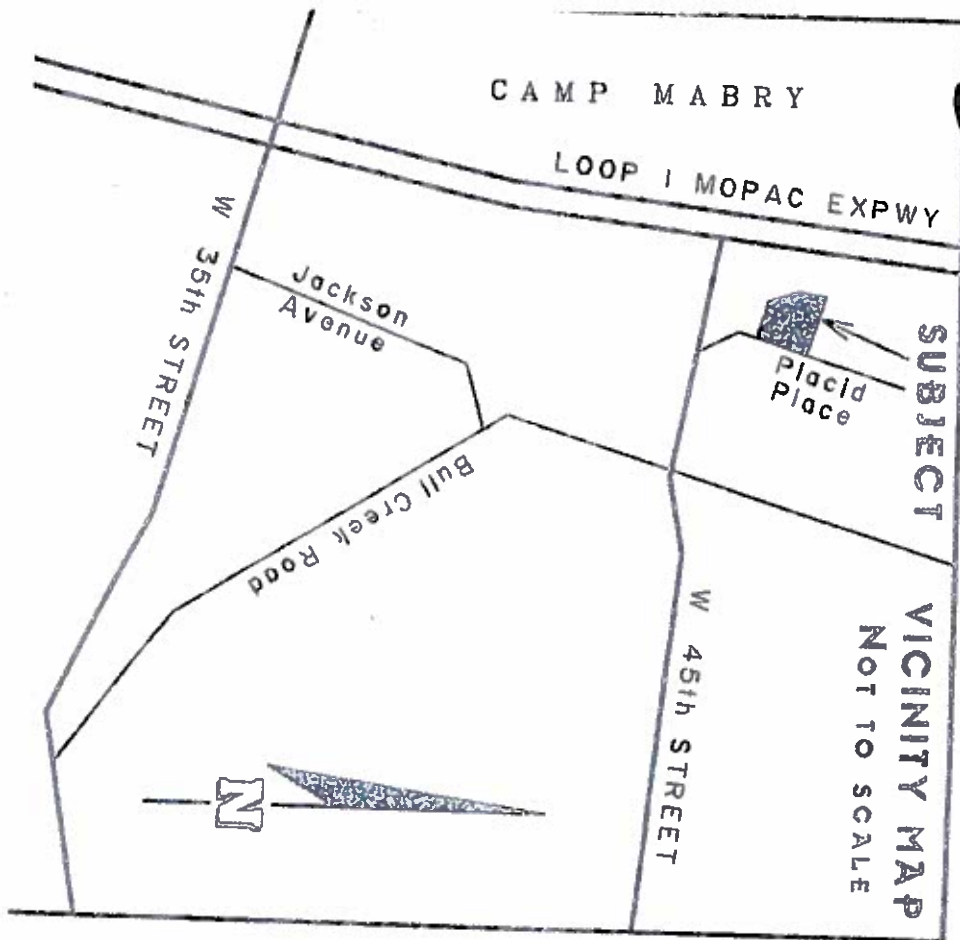 CAMP MABRY
LOOP 1 MOPAC EXPWY
W 35th STREET
Jackson
Avenue
Placid
Place
SUBJECT
Bull Creek Road
W 45th STREET
VICINITY MAP
NOT TO SCALE
N